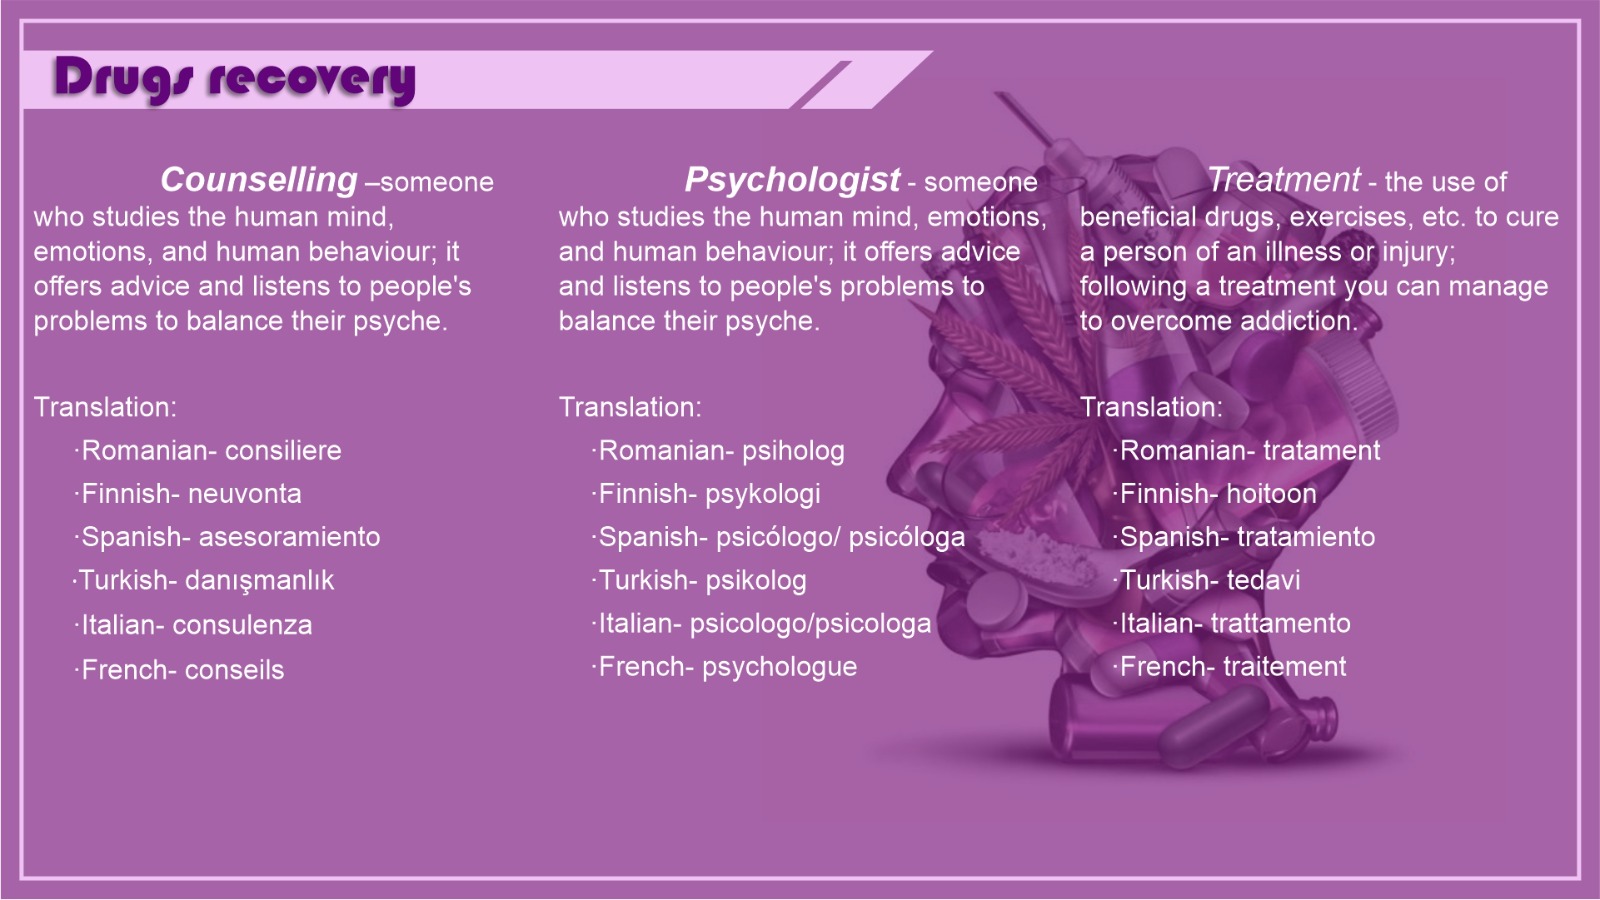 Drugs recovery
Counselling –someone
who studies the human mind,
emotions, and human behaviour; it
offers advice and listens to people's
problems to balance their psyche.
Translation:
·Romanian- consiliere
·Finnish- neuvonta
·Spanish- asesoramiento
·Turkish- danışmanlık
·Italian- consulenza
·French- conseils
Psychologist - someone
who studies the human mind, emotions,
and human behaviour; it offers advice
and listens to people's problems to
balance their psyche.
Translation:
·Romanian- psiholog
·Finnish- psykologi
·Spanish- psicólogo/ psicóloga
·Turkish- psikolog
·Italian- psicologo/psicologa
·French- psychologue
Treatment - the use of
beneficial drugs, exercises, etc. to cure
a person of an illness or injury;
following a treatment you can manage
to overcome addiction.
Translation:
·Romanian- tratament
·Finnish- hoitoon
·Spanish- tratamiento
·Turkish- tedavi
·Italian- trattamento
·French- traitement